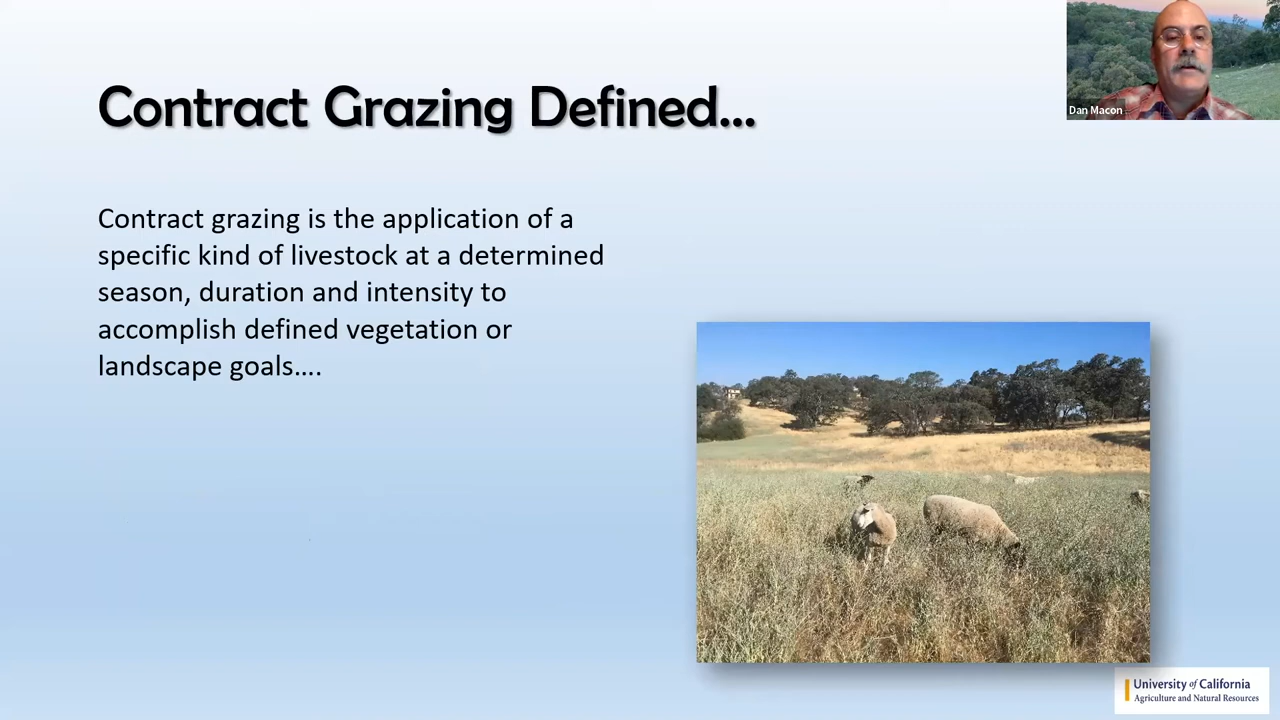 Contract Grazing Defined...
Dan Macon
Contract grazing is the application of a
specific kind of livestock at a determined
season, duration and intensity to
accomplish defined vegetation or
landscape goals….
University of California
Agriculture and Natural Resources